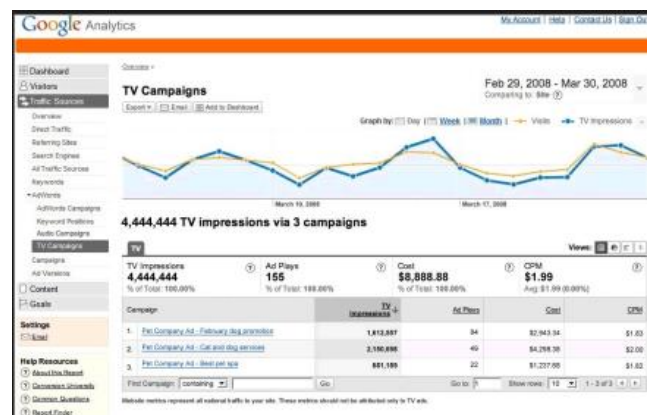 Google Analytics
My Account | Help | Contact Us | Sign Out
Dashboard
Visitors
Traffic Sources
Overview
Direct Traffic
Referring Sites
Search Engines
All Traffic Sources
Keywords
AdWords
AdWords Campaigns
Keyword Positions
Audio Campaigns
TV Campaigns
Campaigns
Ad Versions
Content
Goals
Settings
Email
Help Resources
About this Report
Conversion University
Common Questions
Report Finder
Overview »
TV Campaigns
Feb 29, 2008 - Mar 30, 2008
Comparing to: Site
Export Email Add to Dashboard
Graph by: Day Week Month Visits TV Impressions
March 10, 2008 March 17, 2008
4,444,444 TV impressions via 3 campaigns
TV
Views:
TV Impressions Ad Plays Cost CPM
4,444,444 155 $8,888.88 $1.99
% of Total: 100.00% % of Total: 100.00% % of Total: 100.00% Avg: $1.99 (0.00%)
Campaign TV Impressions Ad Plays Cost CPM
1. Pet Company Ad - February dog promotion 84 $2,943.34 $1.83
2. Pet Company Ad - Cat and dog services 49 $4,298.38 $2.00
3. Pet Company Ad - Best pet spa 22 $1,237.68 $1.82
Find Campaign: containing Go Go to: 1 Show rows: 10 1 - 3 of 3
Website metrics represent all national traffic to your site. These metrics should not be attributed only to TV ads.